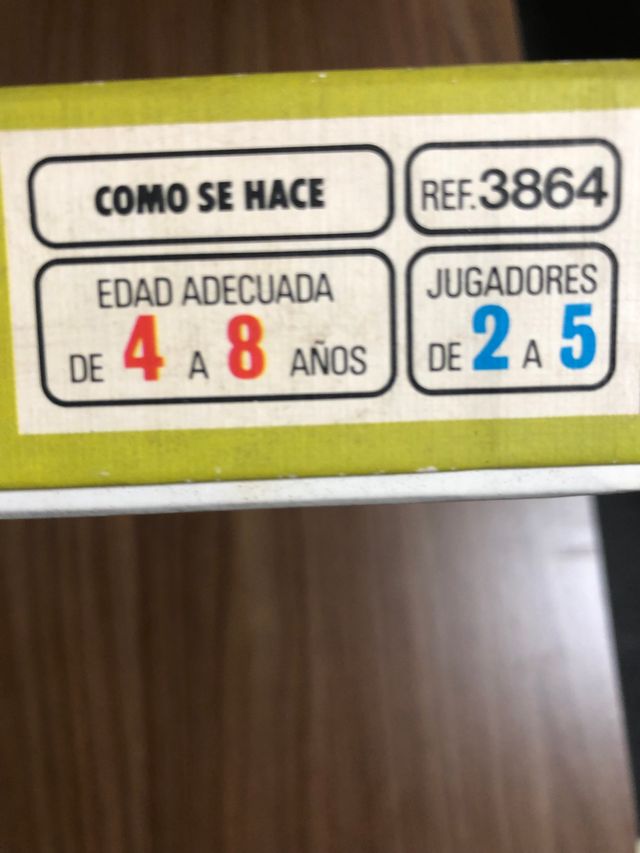 COMO SE HACE
REF. 3864
EDAD ADECUADA
DE 4 A 8 AÑOS
JUGADORES
DE 2 A 5